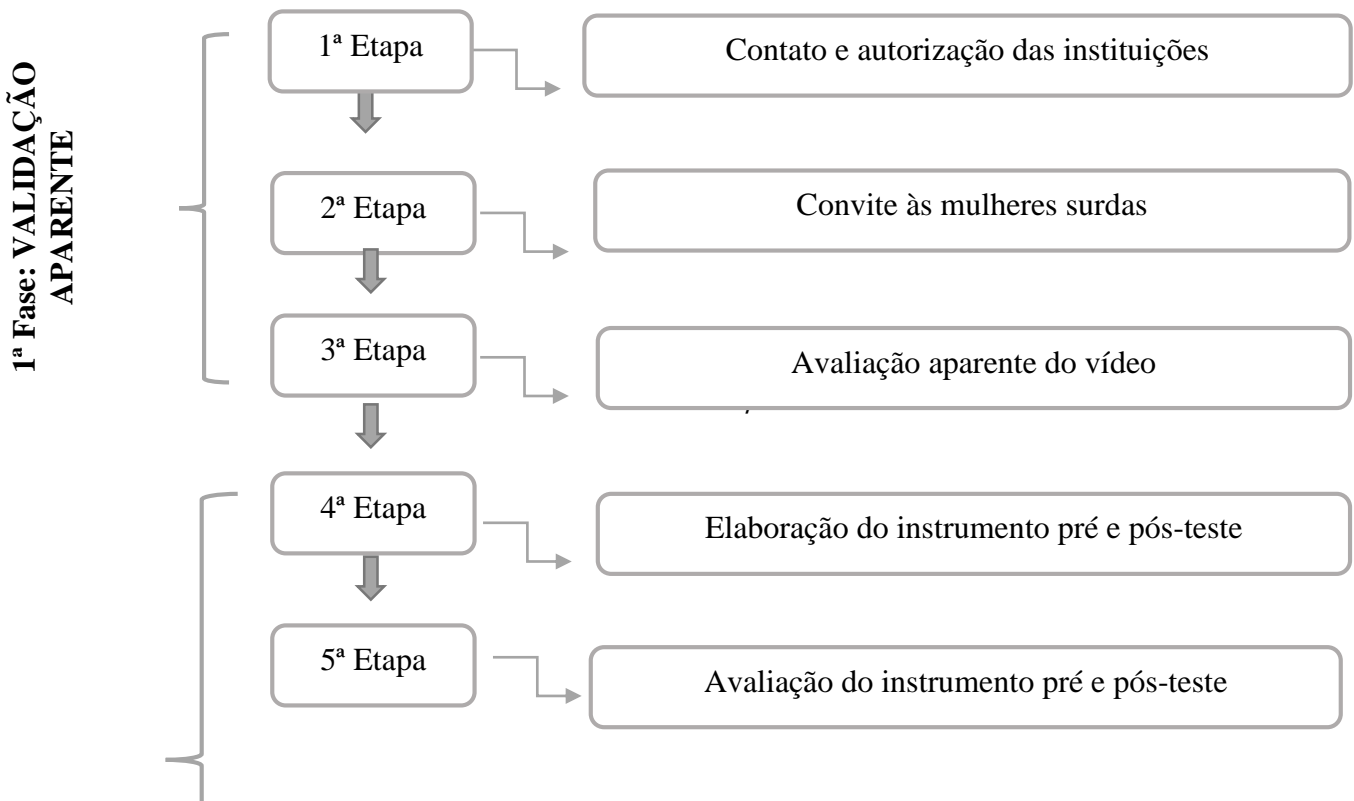 1ª Fase: VALIDAÇÃO
APARENTE
1ª Etapa
Contato e autorização das instituições
2ª Etapa
Convite às mulheres surdas
3ª Etapa
Avaliação aparente do vídeo
4ª Etapa
Elaboração do instrumento pré e pós-teste
5ª Etapa
Avaliação do instrumento pré e pós-teste